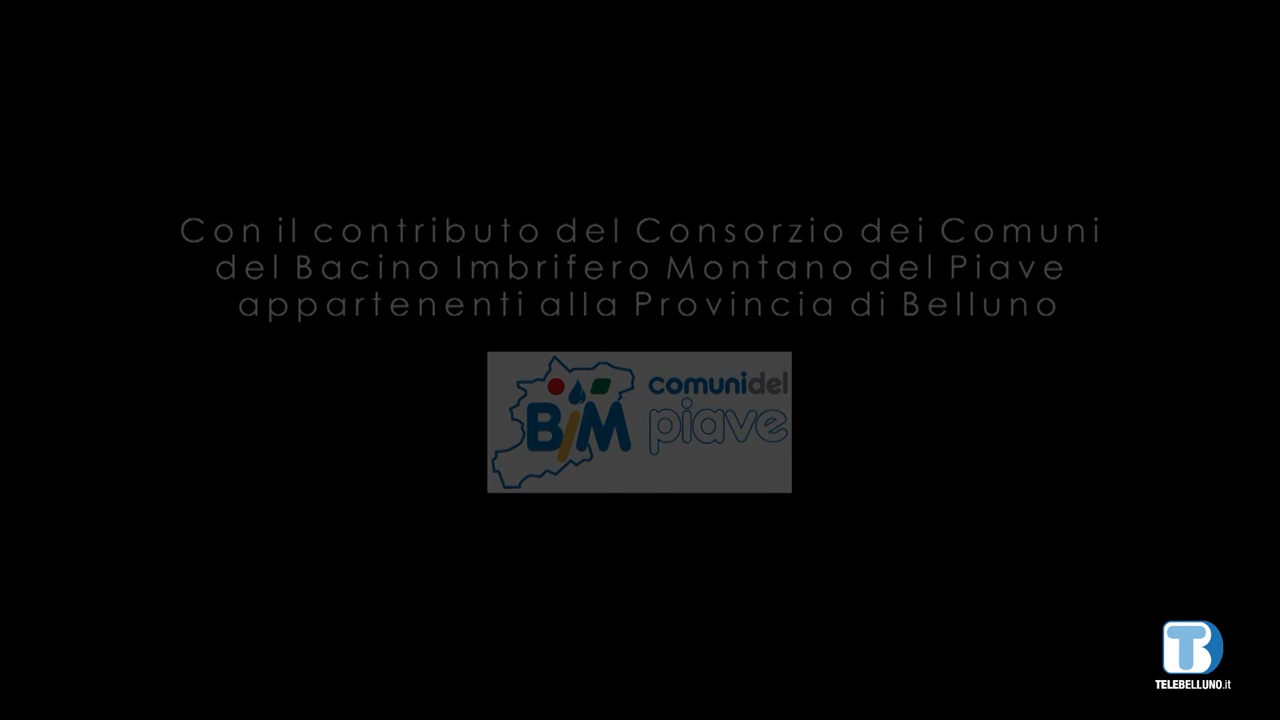 Con il contributo del Consorzio dei Comuni
del Bacino Imbrifero Montano del Piave
appartenenti alla Provincia di Belluno
BIM comunidel
piave
TB
TELEBELLUNO.it